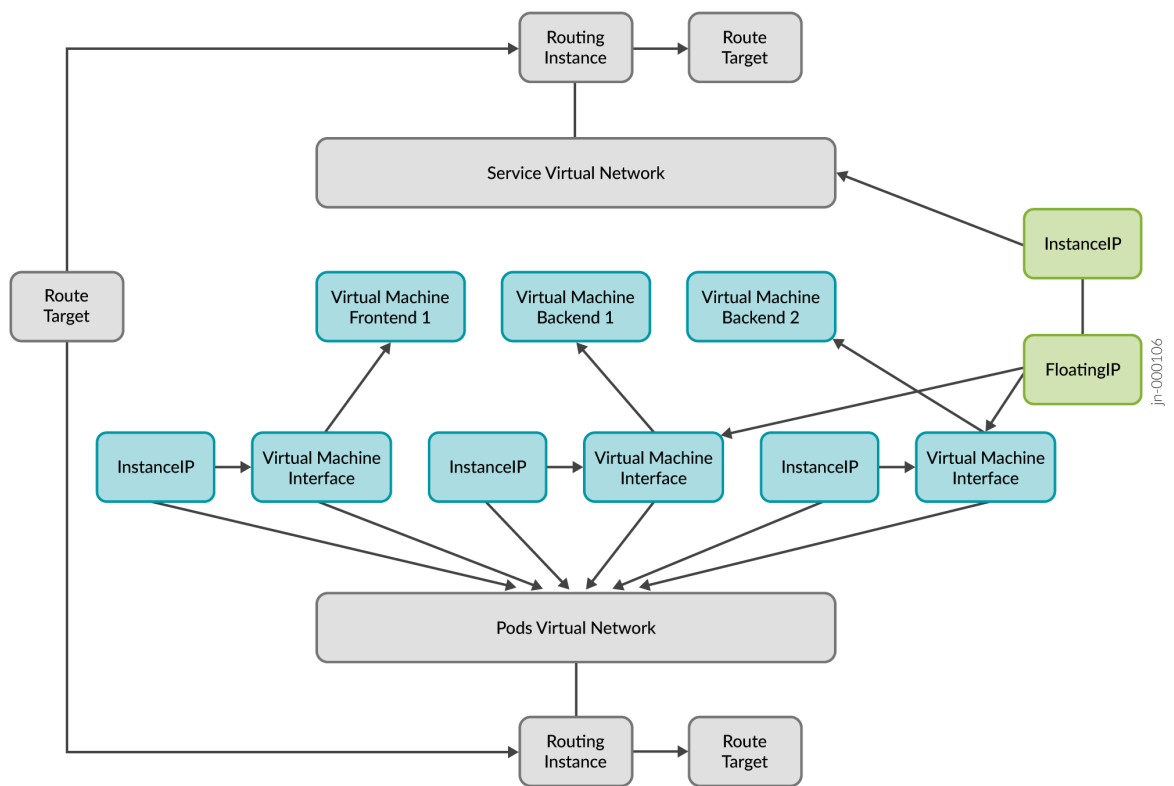 Routing
Instance
Route
Target
Service Virtual Network
InstanceIP
Route
Target
Virtual Machine
Frontend 1
Virtual Machine
Backend 1
Virtual Machine
Backend 2
FloatingIP
jn-000106
InstanceIP
Virtual Machine
Interface
InstanceIP
Virtual Machine
Interface
InstanceIP
Virtual Machine
Interface
Pods Virtual Network
Routing
Instance
Route
Target